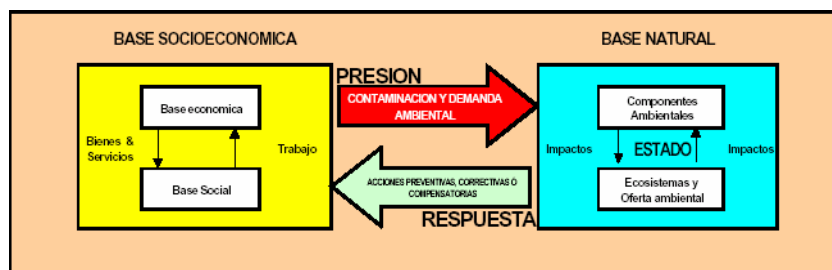 BASE SOCIOECONOMICA
BASE NATURAL
PRESION
CONTAMINACION Y DEMANDA
AMBIENTAL
Base economica
Bienes &
Servicios
Trabajo
Base Social
Componentes
Ambientales
Impactos
ESTADO
Impactos
Ecosistemas y
Oferta ambiental
ACCIONES PREVENTIVAS, CORRECTIVAS O
COMPENSATORIAS
RESPUESTA